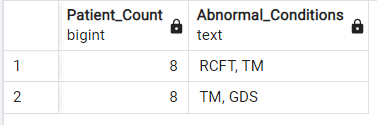 Patient_Count Abnormal_Conditions
bigint text
1 8 RCFT, TM
2 8 TM, GDS